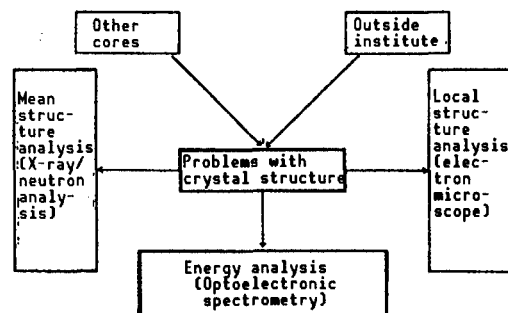 Other
cores
Outside
institute
Mean
struc-
ture
analysis
(X-ray/
neutron
analy-
sis)
Problems with
crystal structure
Local
struc-
ture
analysis
(elec-
tron
micro-
scope)
Energy analysis
(Optoelectronic
spectrometry)